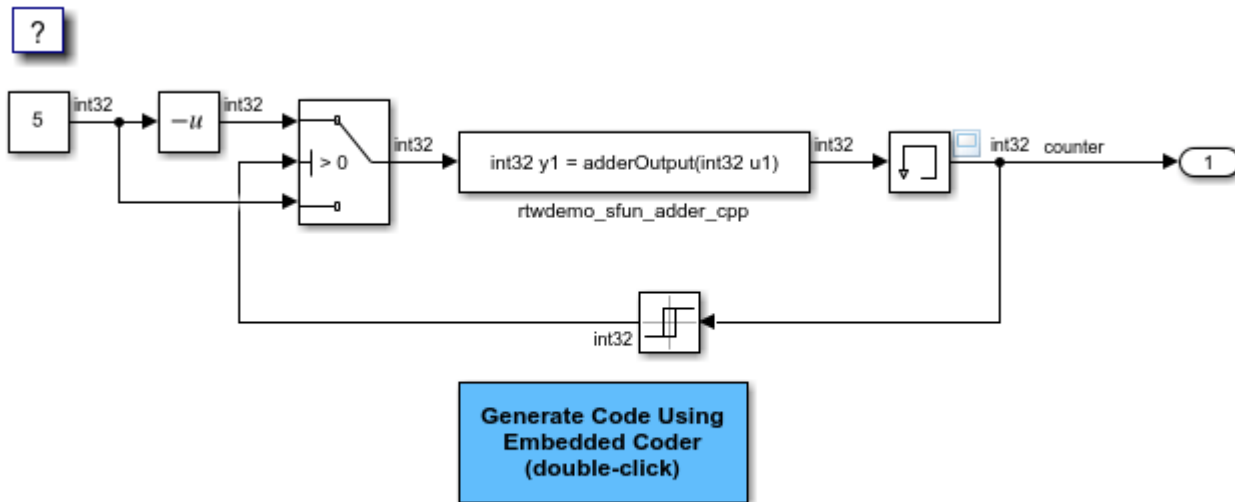 ?
5
int32
−u
int32
> 0
int32
int32 y1 = adderOutput(int32 u1)
rtwdemo_sfun_adder_cpp
int32
int32
counter
1
int32
Generate Code Using
Embedded Coder
(double-click)